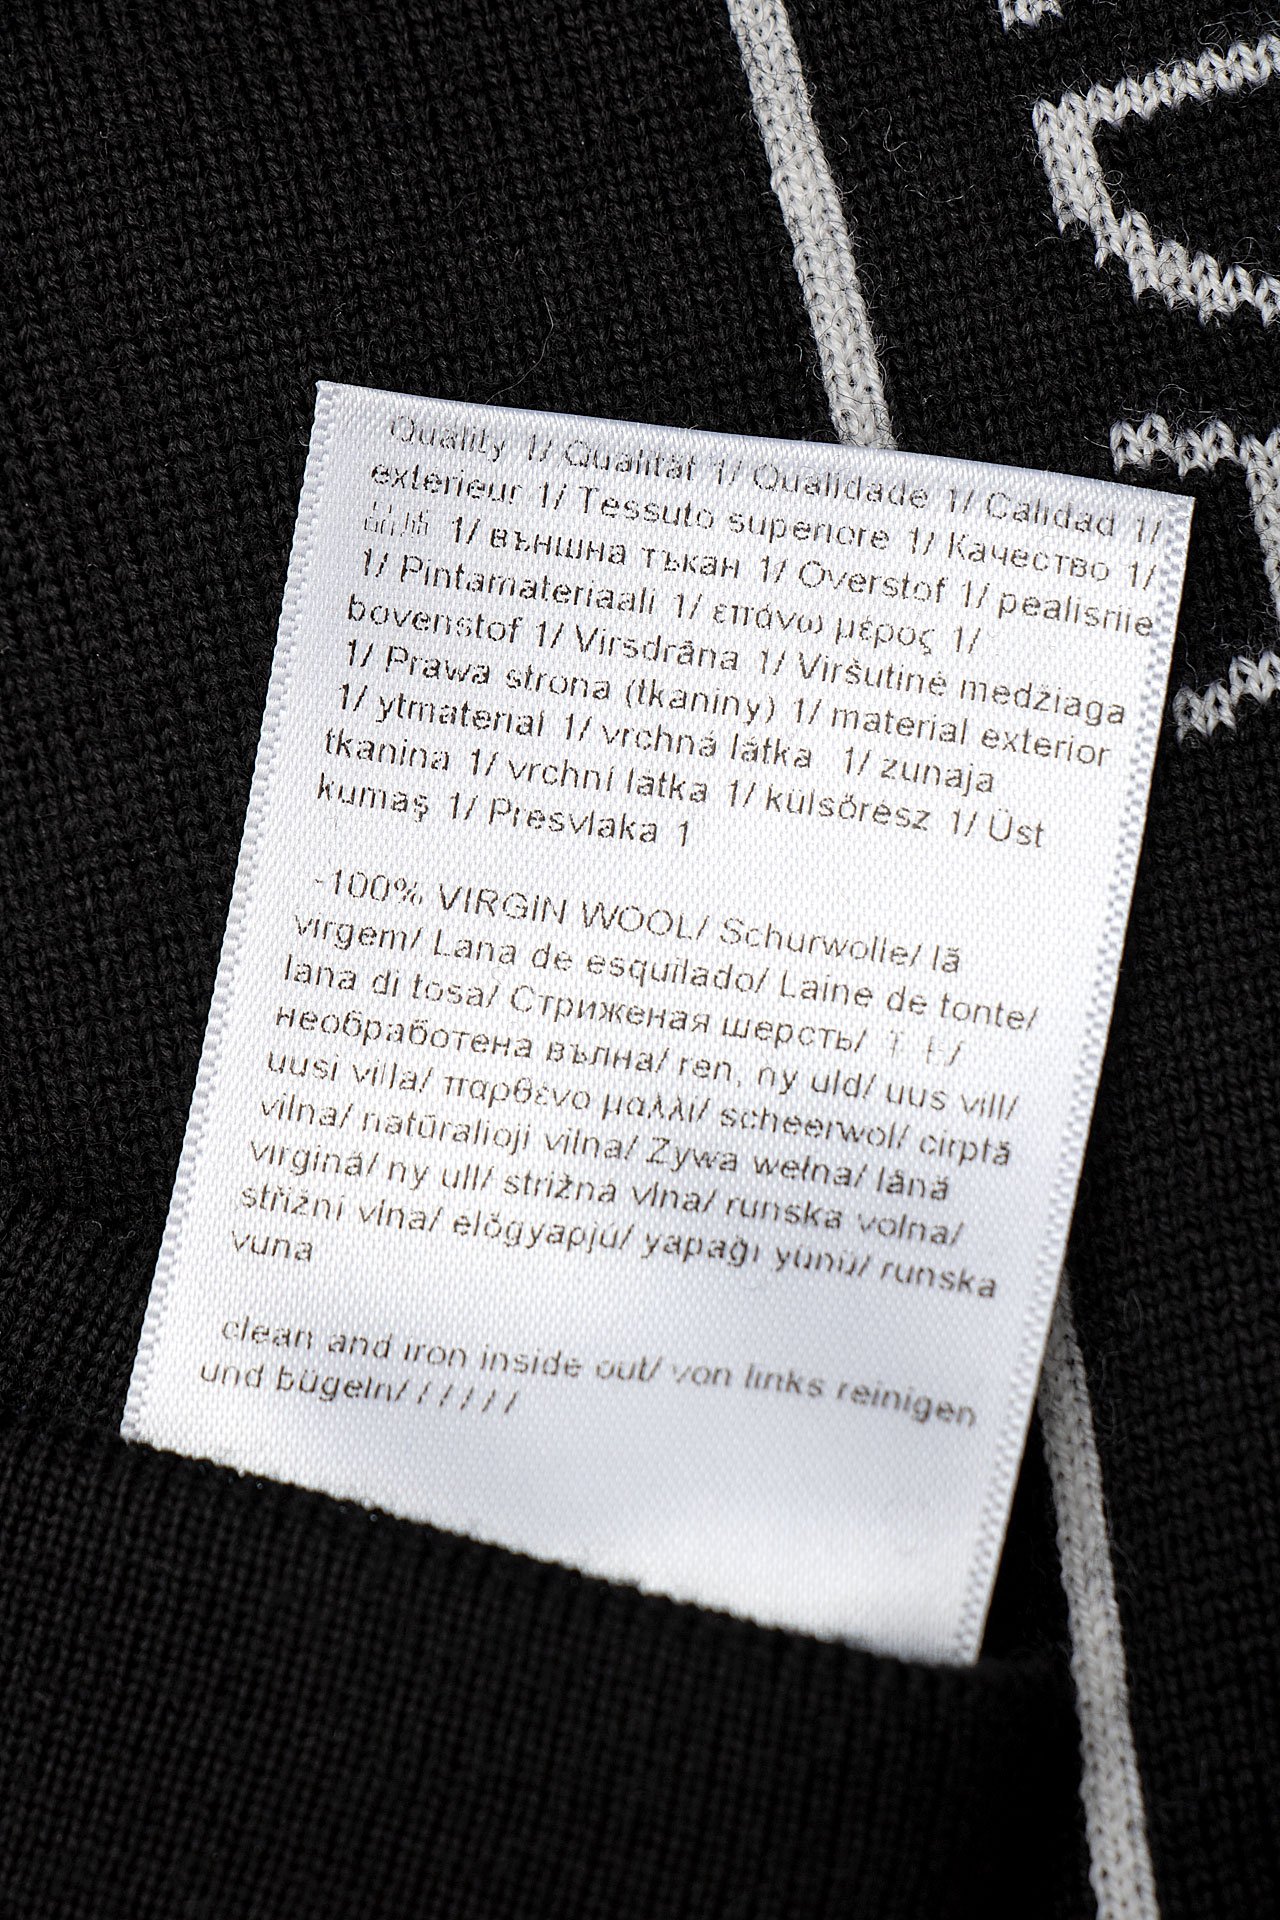 Quality 1/ Qualität 1/ Qualidade 1/ Calidad 1/
exterieur 1/ Tessuto superiore 1/ Качество 1/
1/ външна тъкан 1/ Overstof 1/ pealisriie
1/ Pintamateriaali 1/ επάνω μέρος 1/
bovenstof 1/ Virsdrāna 1/ Viršutinė medžiaga
1/ Prawa strona (tkaniny) 1/ material exterior
1/ ytmaterial 1/ vrchná látka 1/ zunaja
tkanina 1/ vrchní látka 1/ külsőrész 1/ Üst
kumaş 1/ Presvlaka 1
-100% VIRGIN WOOL/ Schurwolle/ lã
virgem/ Lana de esquilado/ Laine de tonte/
lana di tosa/ Стриженая шерсть/
необработена вълна/ ren, ny uld/ uus vill/
uusi villa/ παρθένο μαλλί/ scheerwol/ cirptā
vilna/ natūralioji vilna/ Żywa wełna/ lână
virgină/ ny ull/ strižná vlna/ runska volna/
střižní vlna/ élőgyapjú/ yapağı yünü/ runska
vuna
clean and iron inside out/ von links reinigen
und bügeln/ / / / / / /